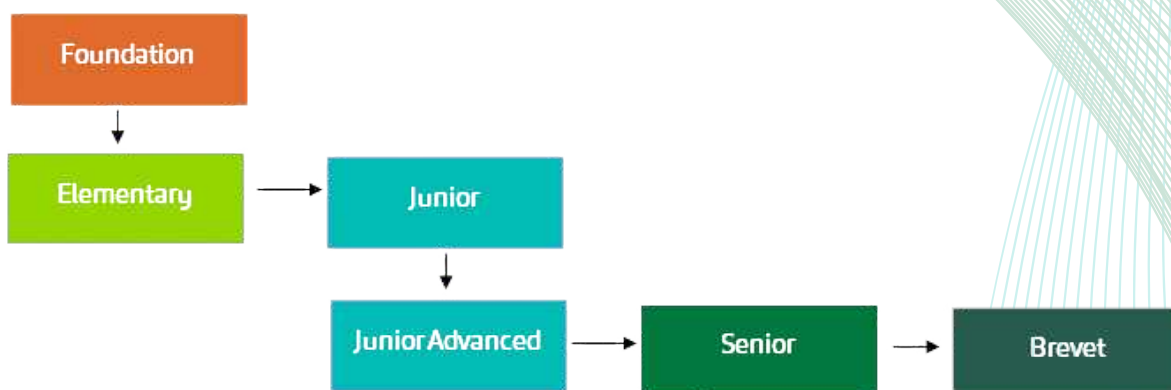 Foundation
Elementary
Junior
Junior Advanced
Senior
Brevet